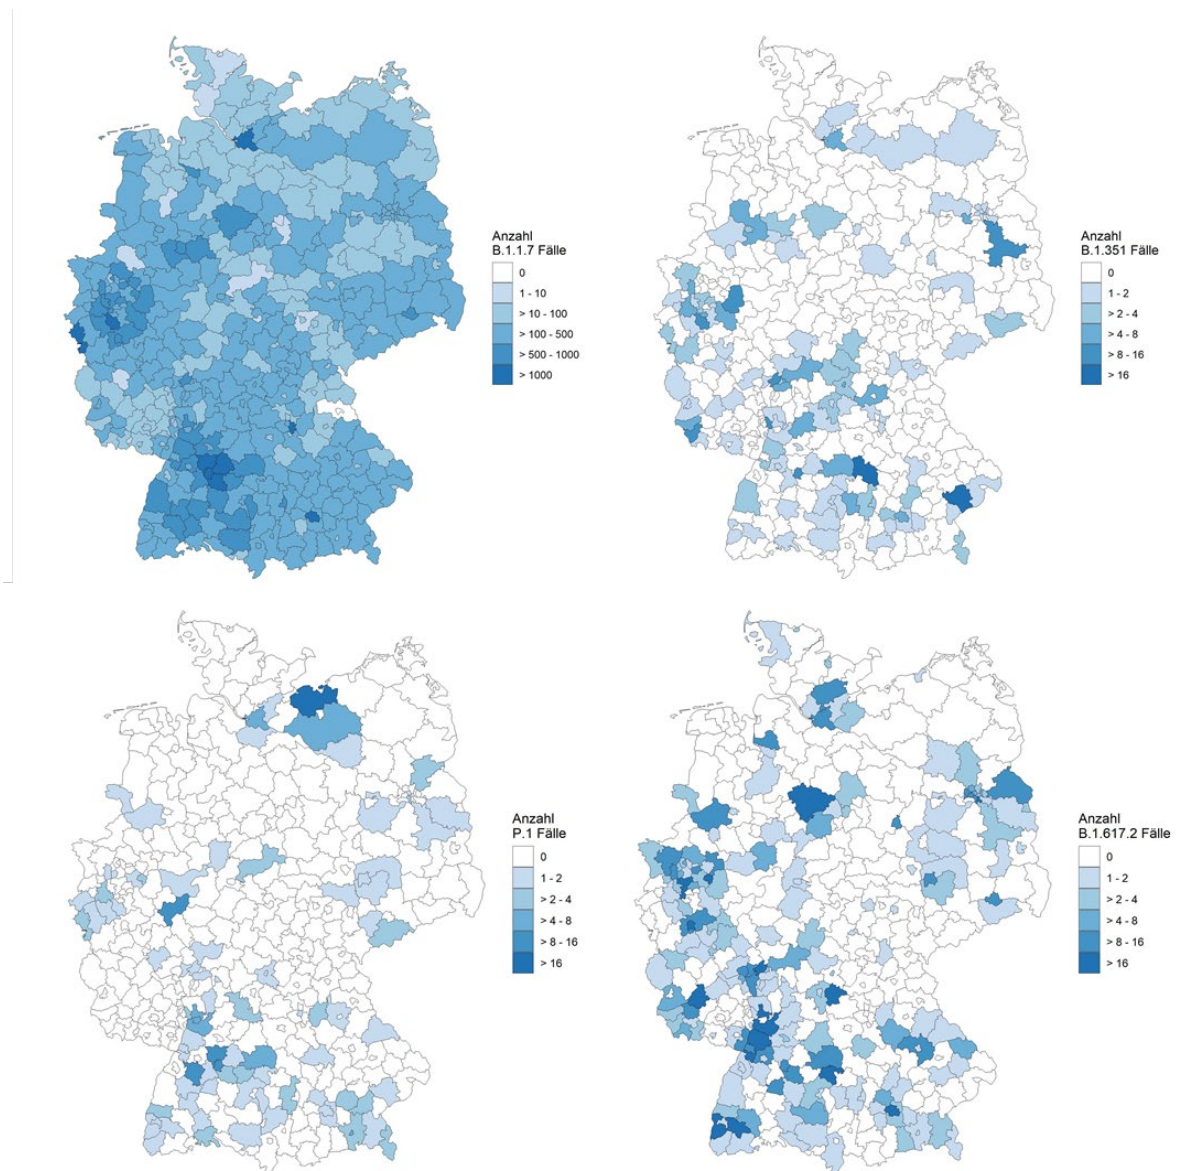 Anzahl
B.1.1.7 Fälle
0
1 - 10
> 10 - 100
> 100 - 500
> 500 - 1000
> 1000
Anzahl
B.1.351 Fälle
0
1 - 2
> 2 - 4
> 4 - 8
> 8 - 16
> 16
Anzahl
P.1 Fälle
0
1 - 2
> 2 - 4
> 4 - 8
> 8 - 16
> 16
Anzahl
B.1.617.2 Fälle
0
1 - 2
> 2 - 4
> 4 - 8
> 8 - 16
> 16